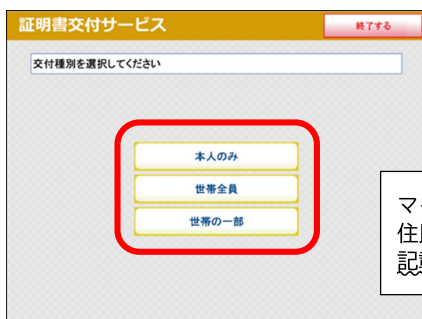 証明書交付サービス
終了する
交付種別を選択してください
本人のみ
世帯全員
世帯の一部
マ
住
記